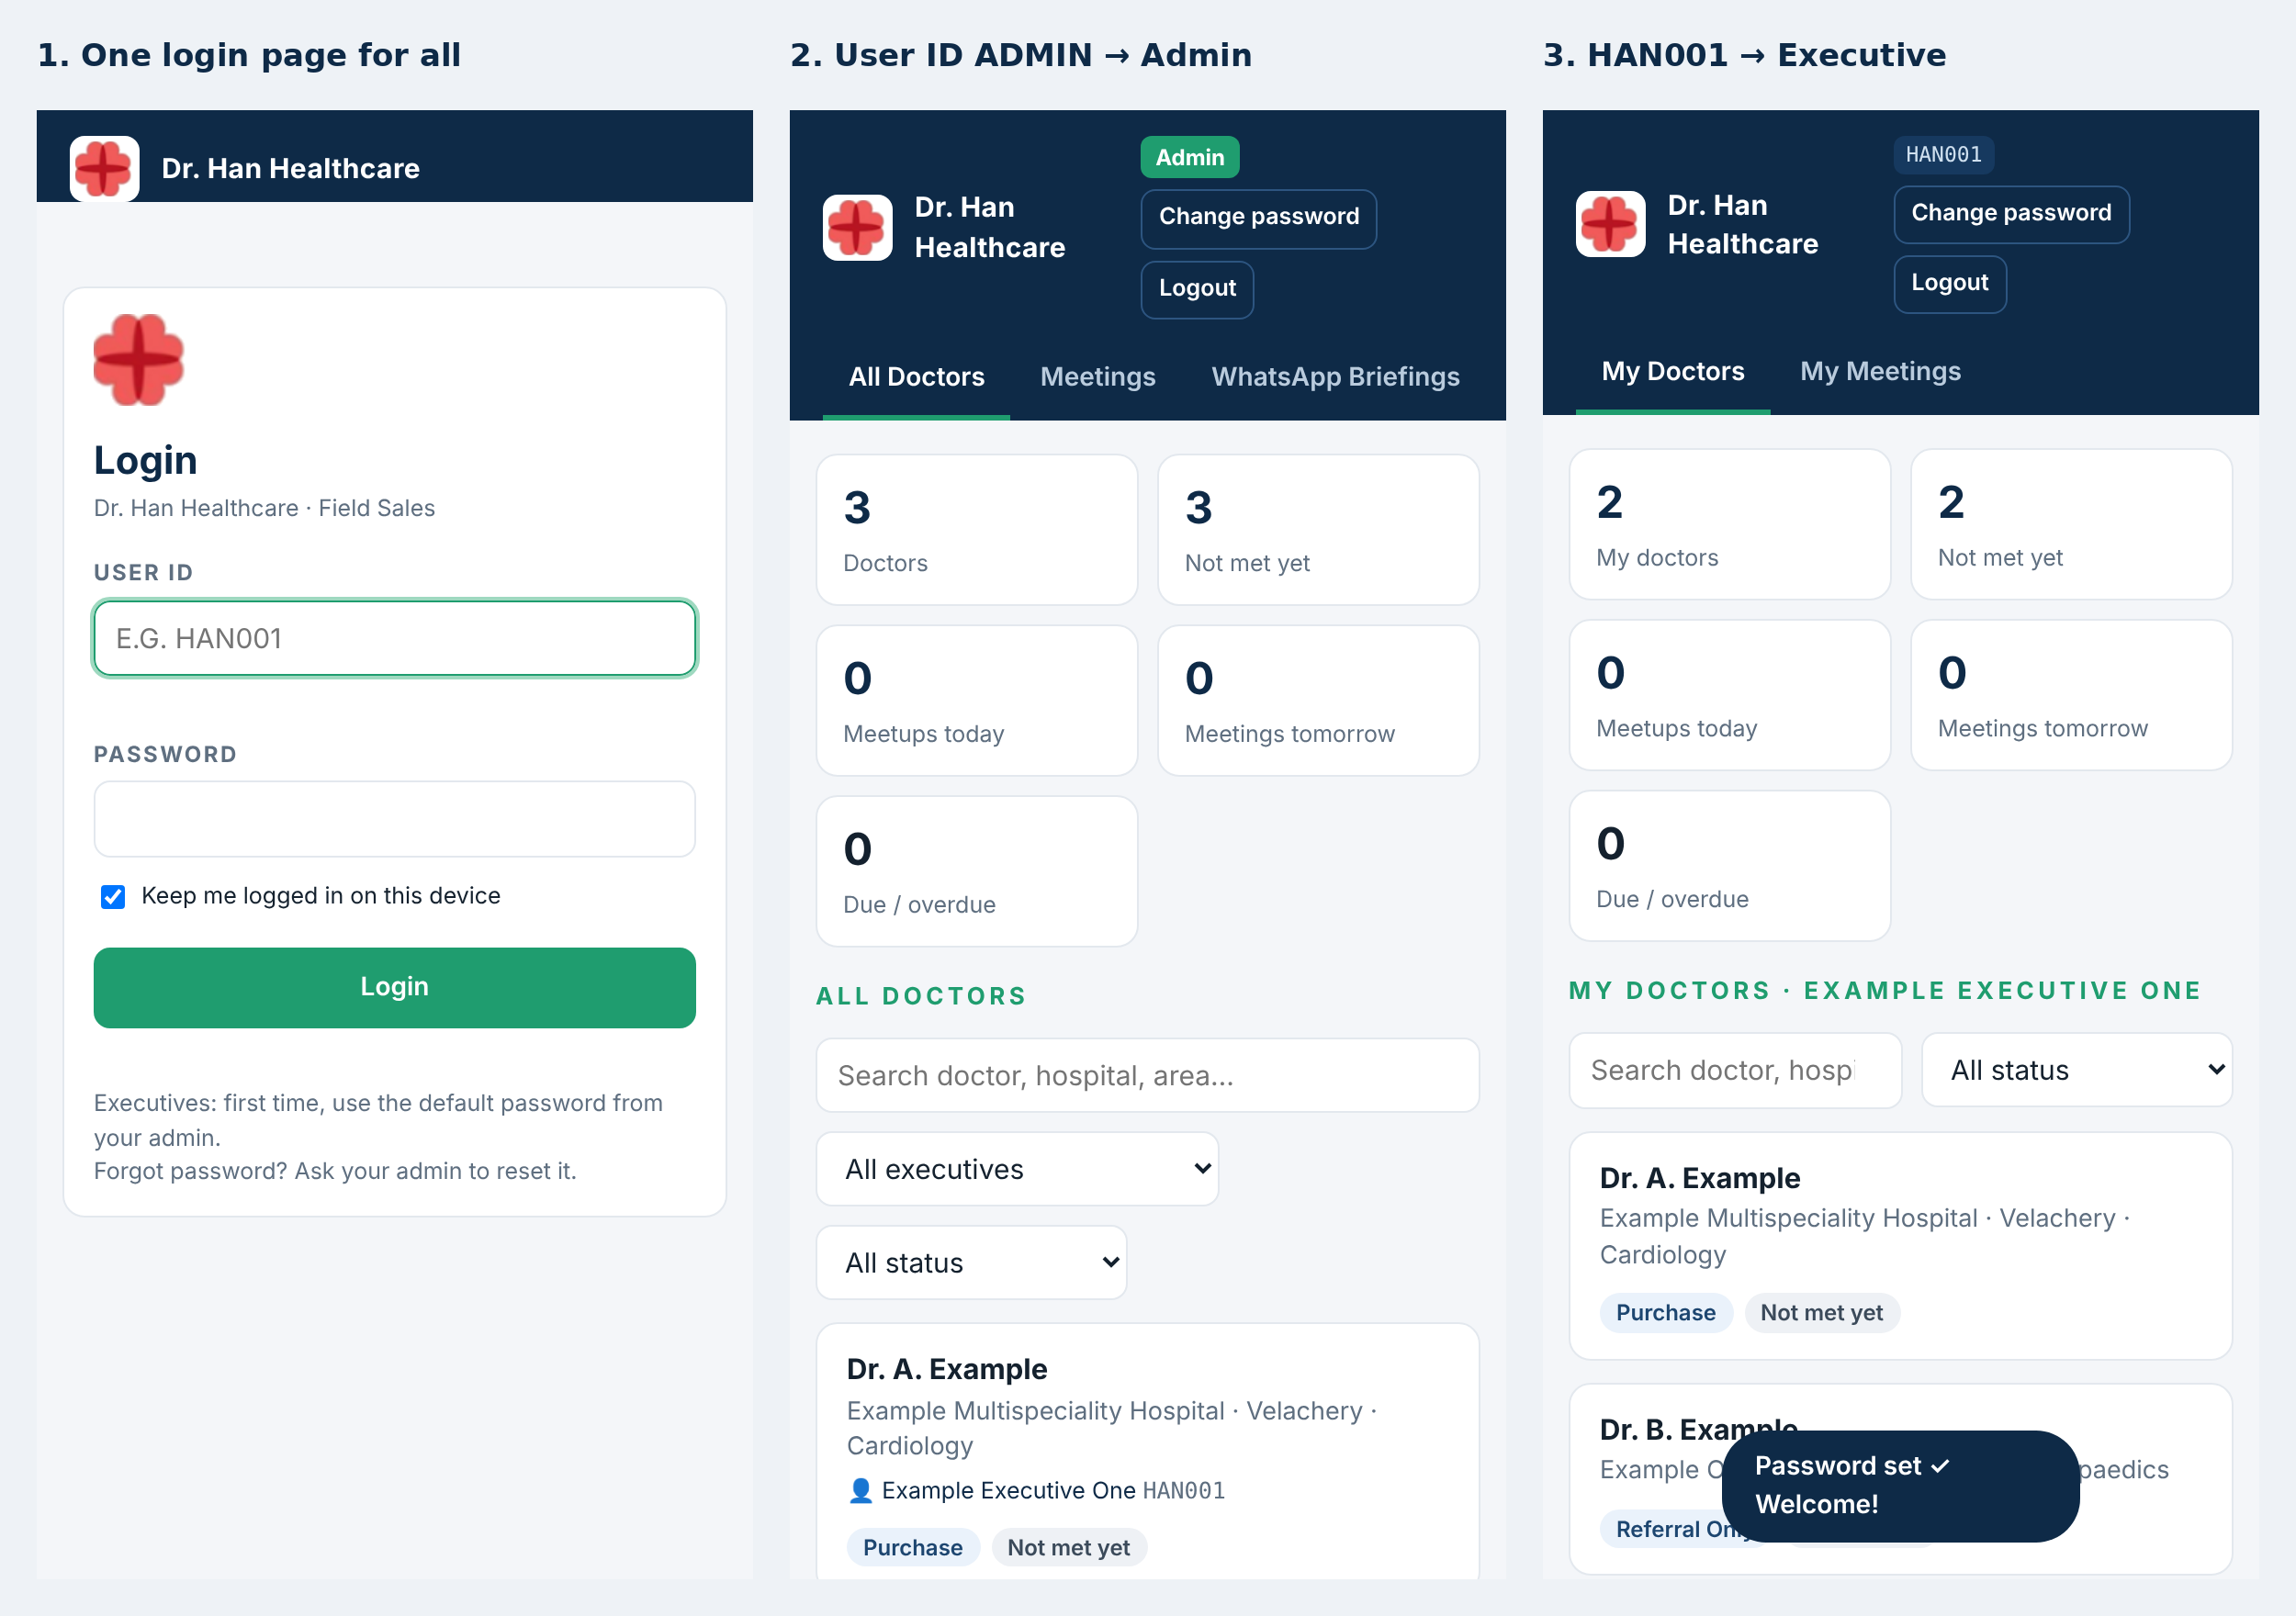 1. One login page for all
Dr. Han Healthcare
Login
Dr. Han Healthcare · Field Sales
USER ID
E.G. HAN001
PASSWORD
Keep me logged in on this device
Login
Executives: first time, use the default password from
your admin.
Forgot password? Ask your admin to reset it.
2. User ID ADMIN → Admin
Dr. Han
Healthcare
Admin
Change password
Logout
All Doctors
Meetings
WhatsApp Briefings
3
Doctors
3
Not met yet
0
Meetups today
0
Meetings tomorrow
0
Due / overdue
ALL DOCTORS
Search doctor, hospital, area...
All executives
All status
Dr. A. Example
Example Multispeciality Hospital · Velachery ·
Cardiology
Example Executive One HAN001
Purchase
Not met yet
3. HAN001 → Executive
Dr. Han
Healthcare
HAN001
Change password
Logout
My Doctors
My Meetings
2
My doctors
2
Not met yet
0
Meetups today
0
Meetings tomorrow
0
Due / overdue
MY DOCTORS · EXAMPLE EXECUTIVE ONE
Search doctor, hospi
All status
Dr. A. Example
Example Multispeciality Hospital · Velachery ·
Cardiology
Purchase
Not met yet
Dr. B. Example
Example
Referral Only
Password set ✓
Welcome!